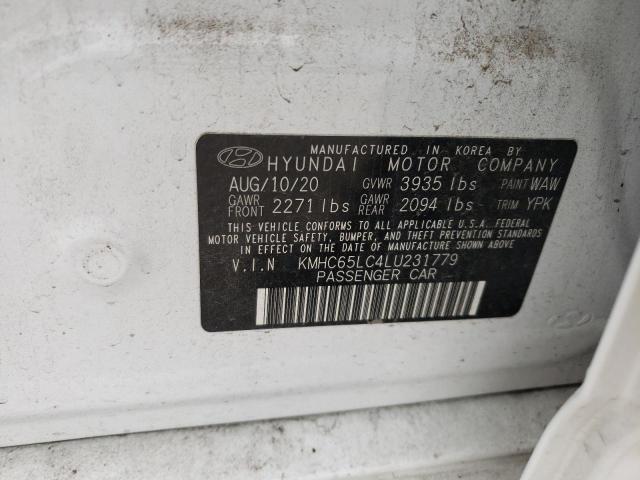 MANUFACTURED IN KOREA BY
HYUNDAI MOTOR COMPANY
AUG/10/20 GVWR 3935 lbs PAINT WAW
GAWR FRONT 2271 lbs GAWR REAR 2094 lbs TRIM YPK
THIS VEHICLE CONFORMS TO ALL APPLICABLE U.S.A. FEDERAL
MOTOR VEHICLE SAFETY, BUMPER, AND THEFT PREVENTION STANDARDS
IN EFFECT ON THE DATE OF MANUFACTURE SHOWN ABOVE.
V.I.N KMHC65LC4LU231779
PASSENGER CAR